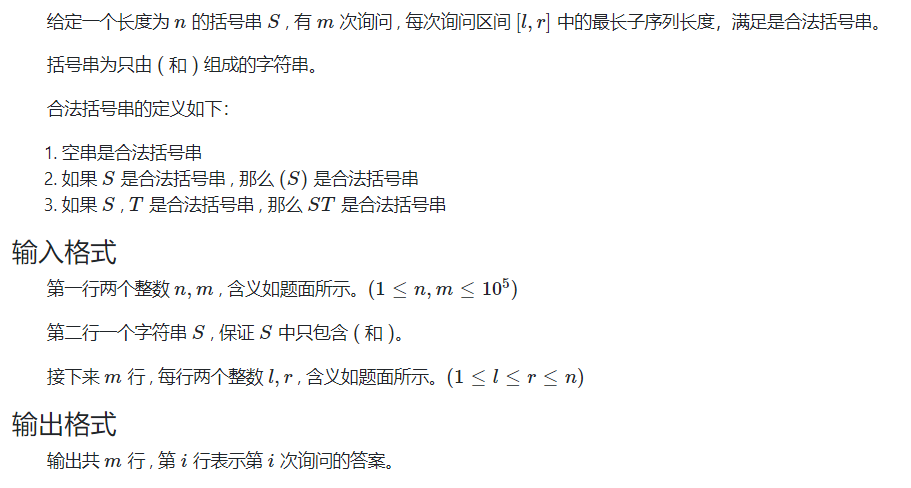 给定一个长度为 n 的括号串 S , 有 m 次询问 , 每次询问区间 [l, r] 中的最长子序列长度，满足是合法括号串。
括号串为只由 ( 和 ) 组成的字符串。
合法括号串的定义如下：
1. 空串是合法括号串
2. 如果 S 是合法括号串 , 那么 (S) 是合法括号串
3. 如果 S , T 是合法括号串 , 那么 ST 是合法括号串
输入格式
第一行两个整数 n, m , 含义如题面所示。(1 ≤ n, m ≤ 10⁵)
第二行一个字符串 S , 保证 S 中只包含 ( 和 )。
接下来 m 行 , 每行两个整数 l, r , 含义如题面所示。(1 ≤ l ≤ r ≤ n)
输出格式
输出共 m 行 , 第 i 行表示第 i 次询问的答案。